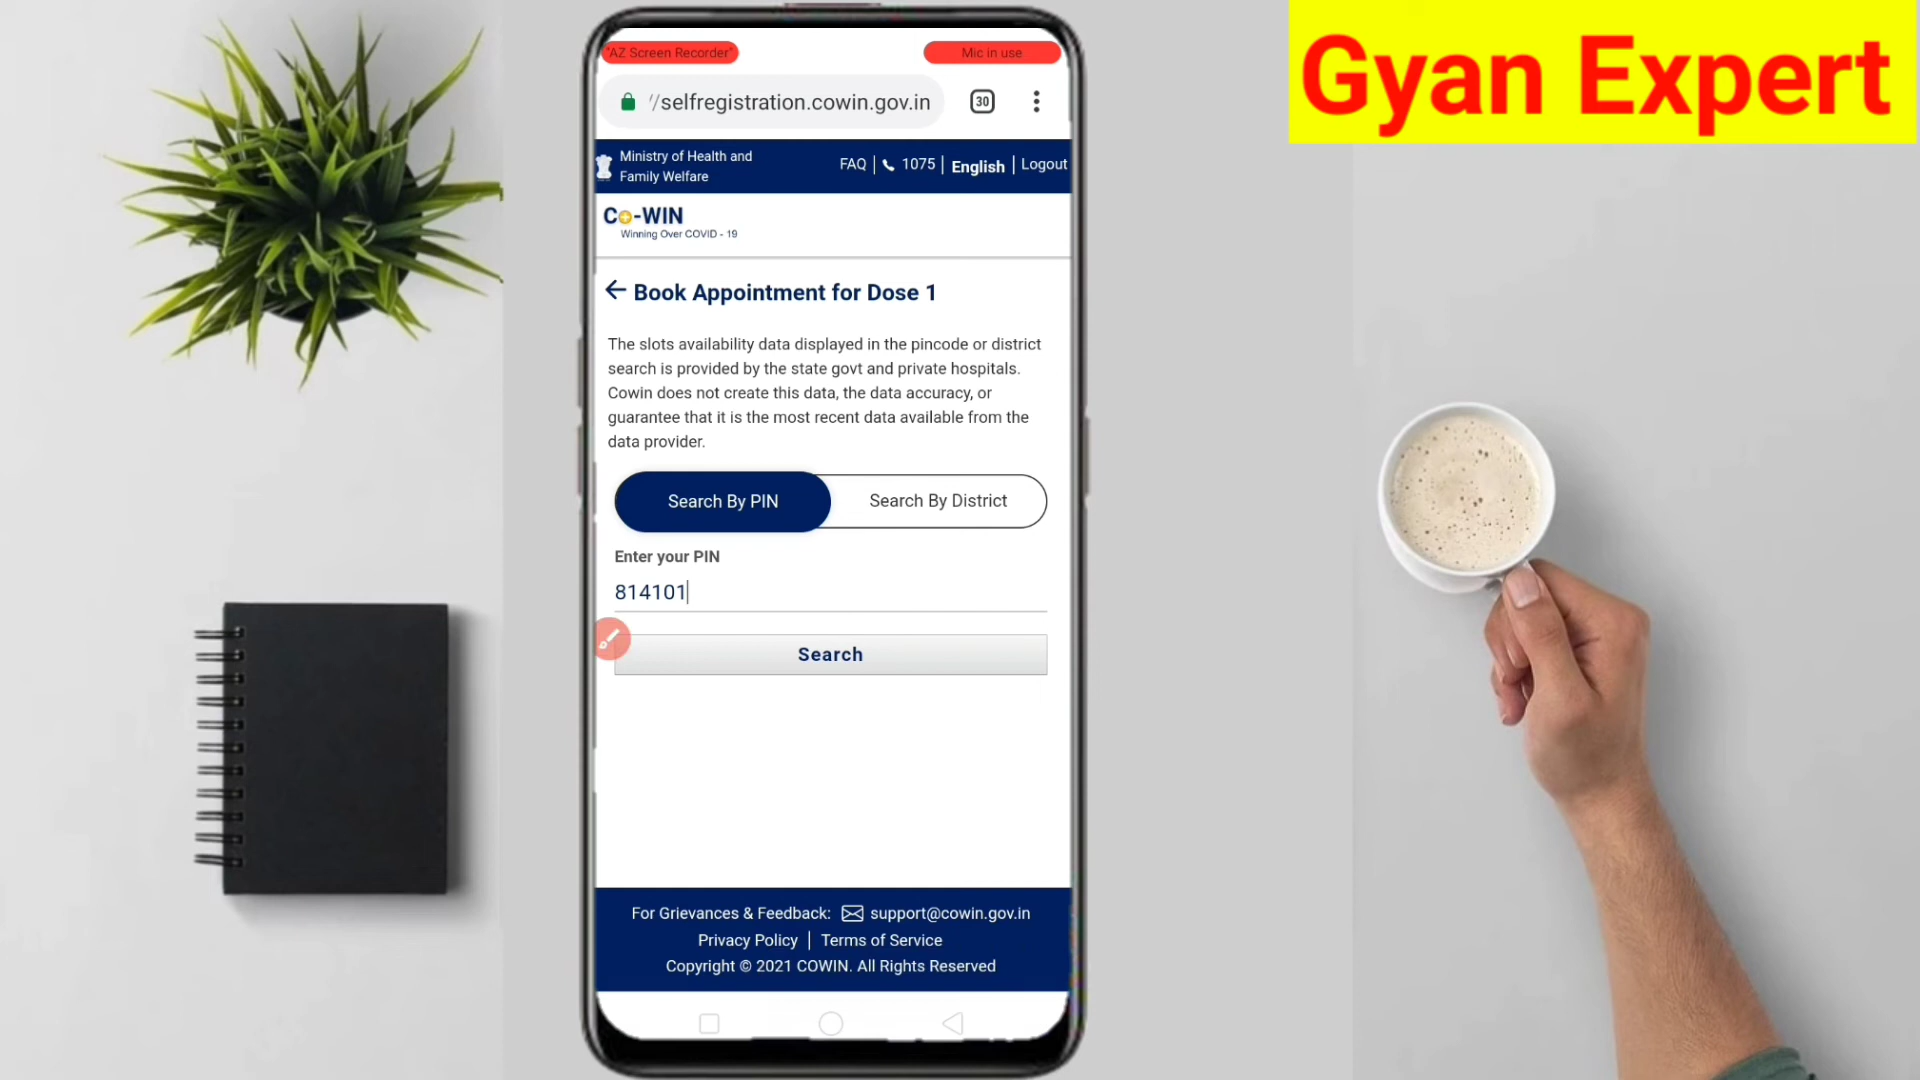 Gyan Expert
"AZ Screen Recorder"
Mic in use
//selfregistration.cowin.gov.in
30
Ministry of Health and
Family Welfare
FAQ | 1075 | English | Logout
Co-WIN
Winning Over COVID - 19
Book Appointment for Dose 1
The slots availability data displayed in the pincode or district
search is provided by the state govt and private hospitals.
Cowin does not create this data, the data accuracy, or
guarantee that it is the most recent data available from the
data provider.
Search By PIN
Search By District
Enter your PIN
814101
Search
For Grievances & Feedback: support@cowin.gov.in
Privacy Policy | Terms of Service
Copyright © 2021 COWIN. All Rights Reserved